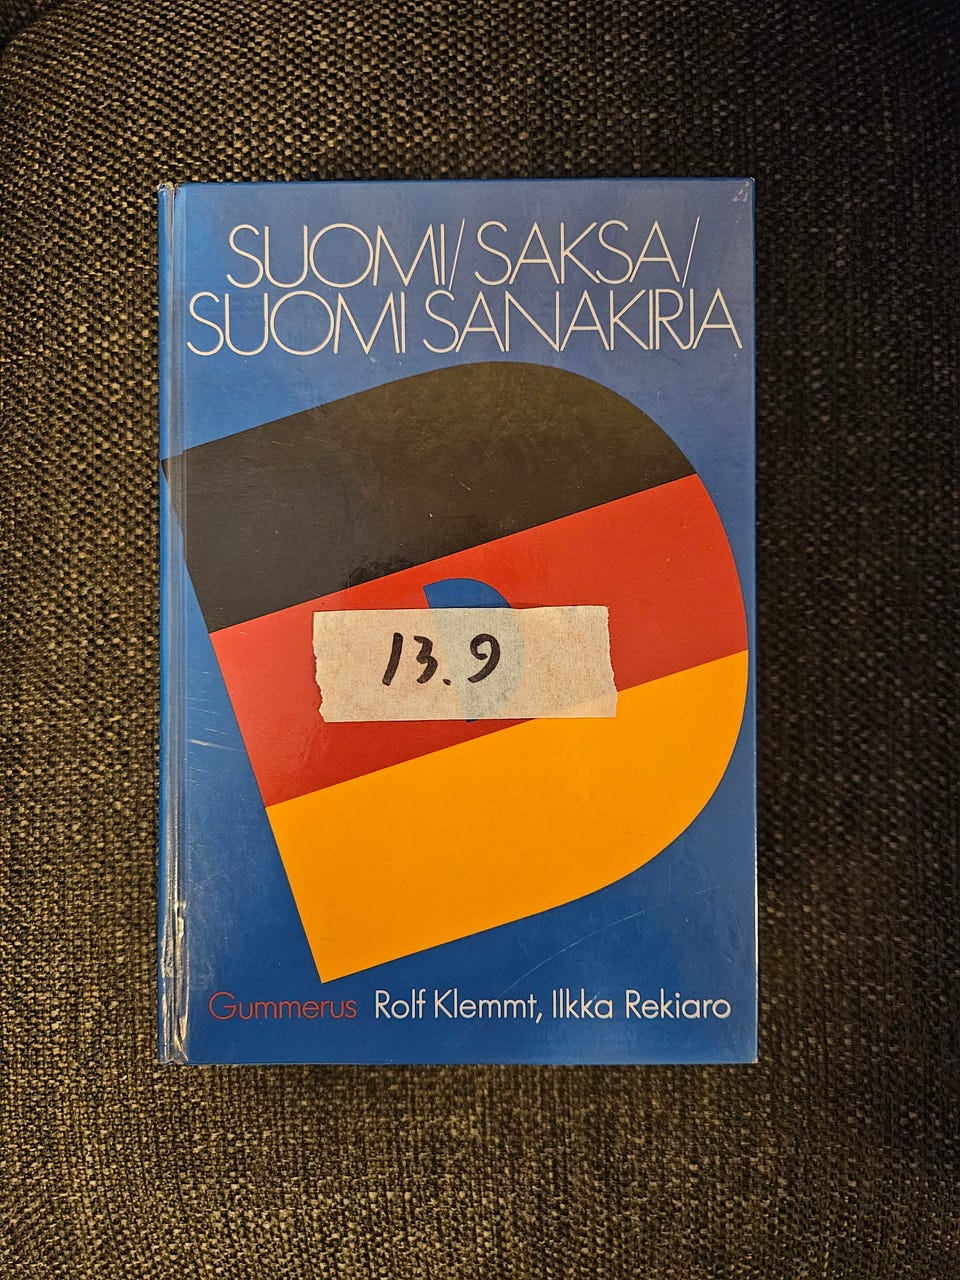 SUOMI/SAKSA/
SUOMI SANAKIRJA
13.9
Gummerus Rolf Klemmt, Ilkka Rekiaro